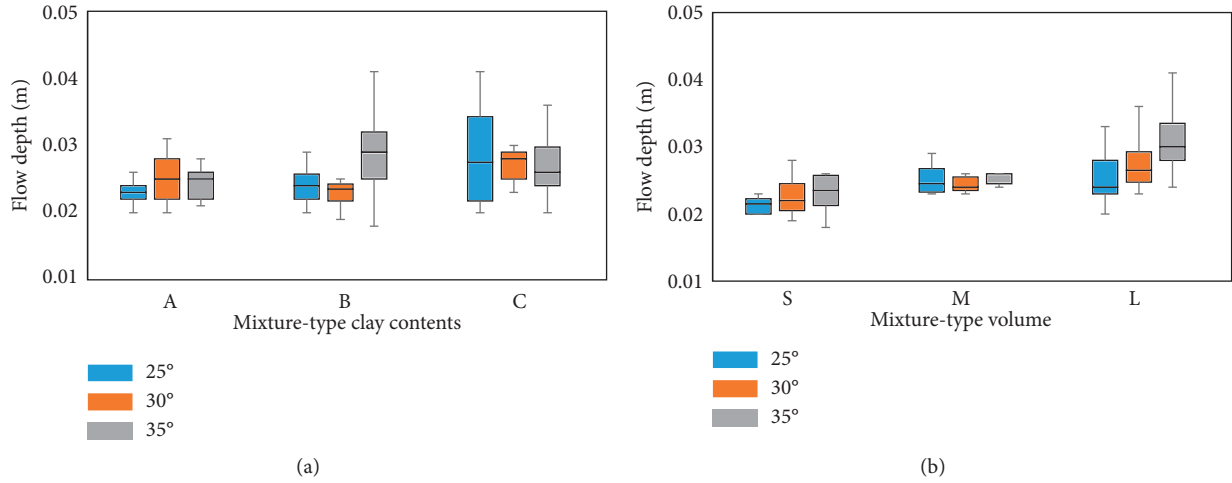 0.05
0.04
0.03
0.02
0.01
Flow depth (m)
A B C
Mixture-type clay contents
25°
30°
35°
(a)
0.05
0.04
0.03
0.02
0.01
Flow depth (m)
S M L
Mixture-type volume
25°
30°
35°
(b)